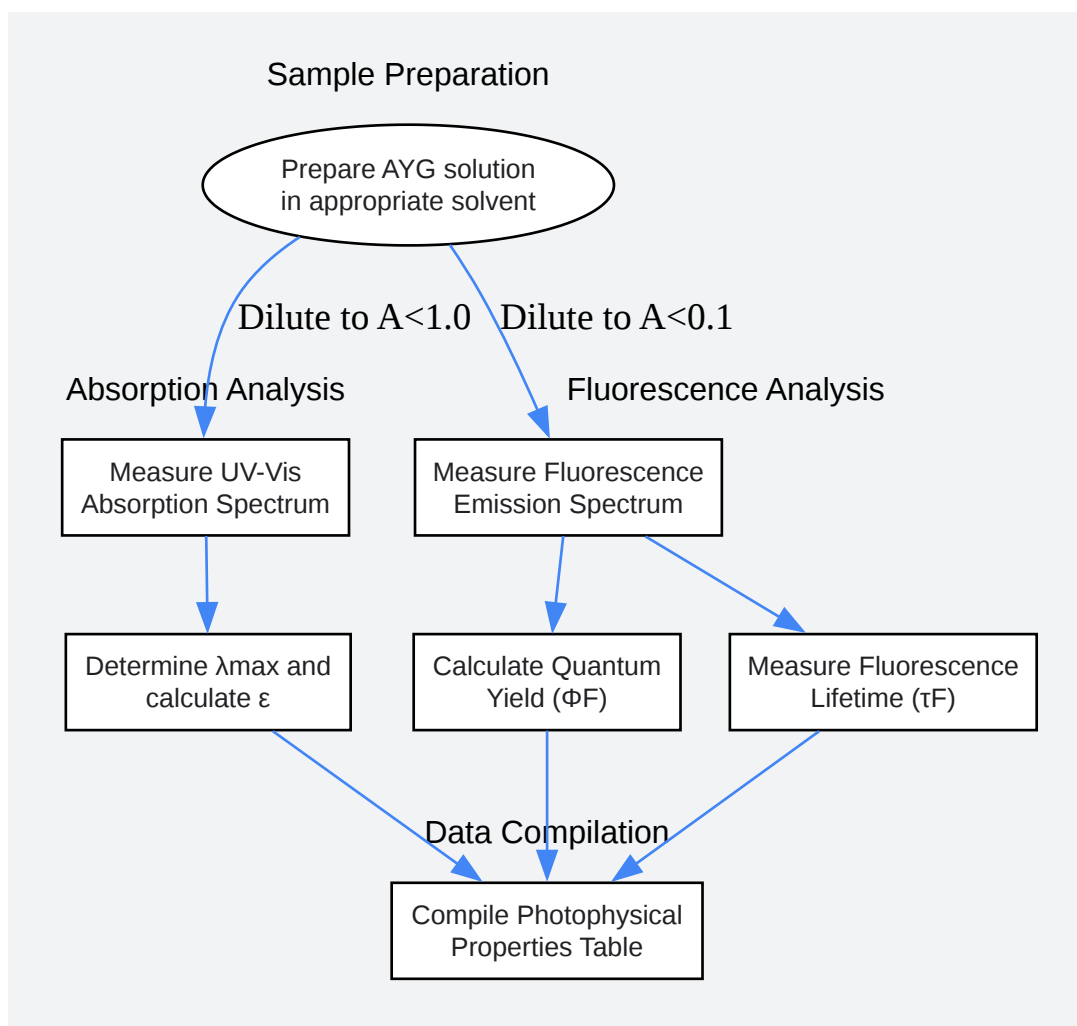 Sample Preparation
Prepare AYG solution
in appropriate solvent
Dilute to A<1.0
Dilute to A<0.1
Absorption Analysis
Fluorescence Analysis
Measure UV-Vis
Absorption Spectrum
Measure Fluorescence
Emission Spectrum
Determine λmax and
calculate ε
Calculate Quantum
Yield (ΦF)
Measure Fluorescence
Lifetime (τF)
Data Compilation
Compile Photophysical
Properties Table